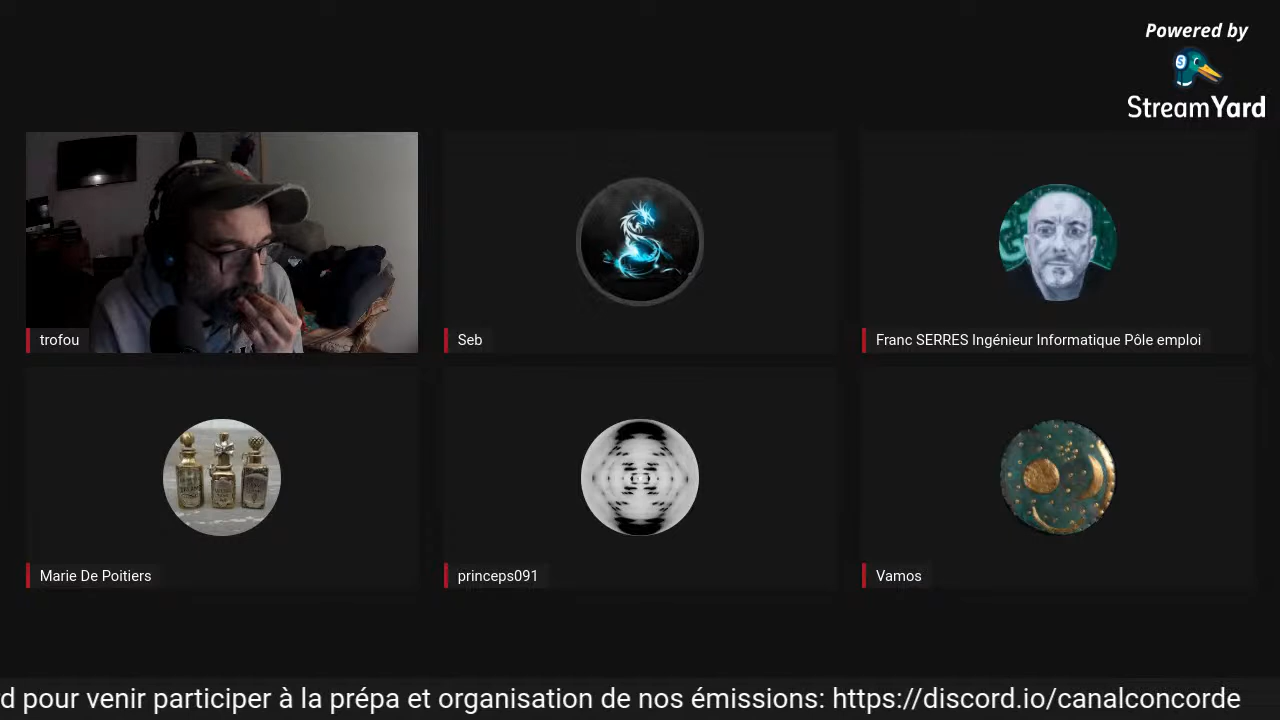 Powered by
StreamYard
trofou
Seb
Franc SERRES Ingénieur Informatique Pôle emploi
Marie De Poitiers
princeps091
Vamos
rd pour venir participer à la prépa et organisation de nos émissions: https://discord.io/canalconcorde